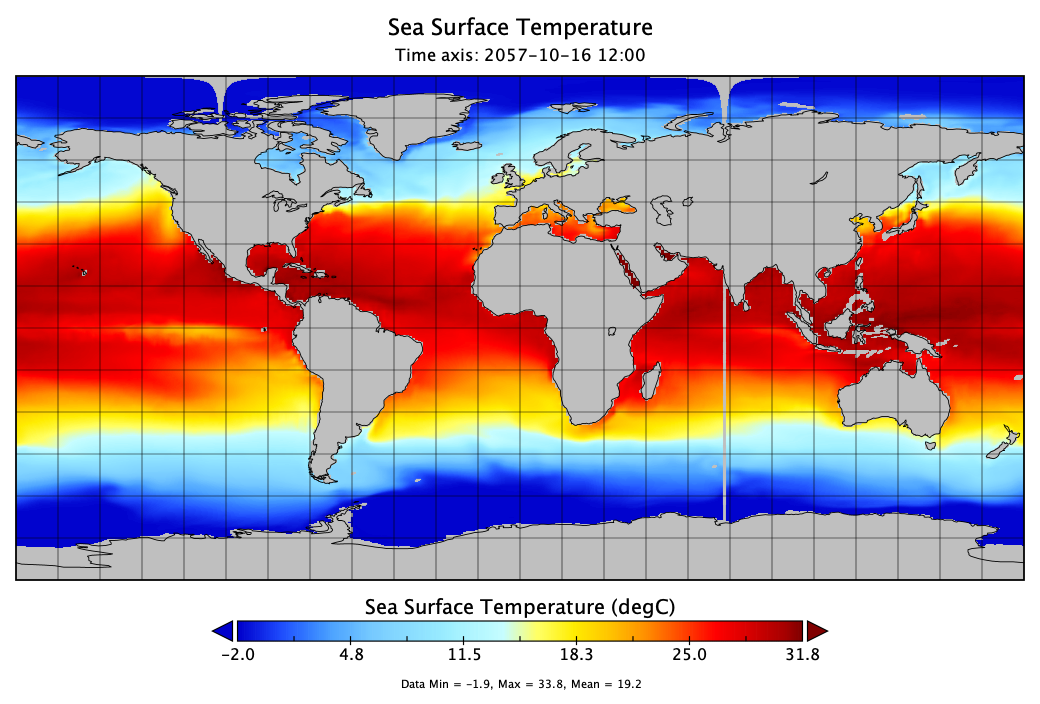 Sea Surface Temperature
Time axis: 2057-10-16 12:00
Sea Surface Temperature (degC)
-2.0 4.8 11.5 18.3 25.0 31.8
Data Min = -1.9, Max = 33.8, Mean = 19.2